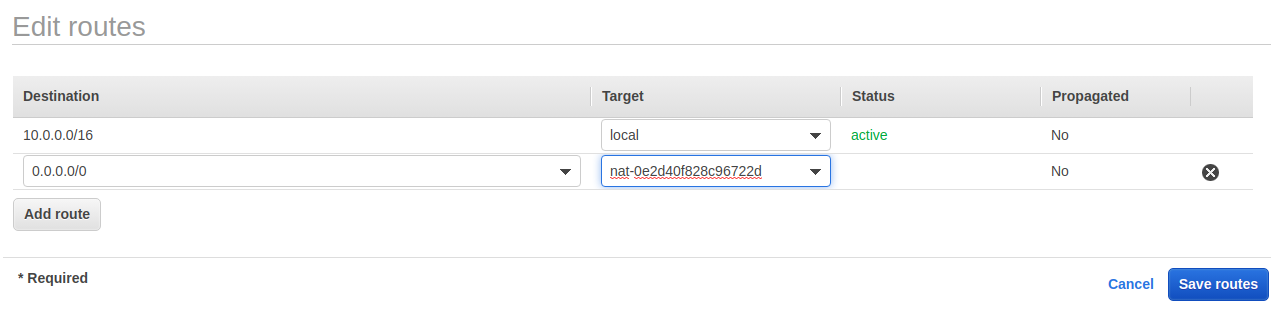 Edit routes
Destination Target Status Propagated
10.0.0.0/16 local active No
0.0.0.0/0 nat-0e2d40f828c96722d No
Add route
* Required
Cancel Save routes